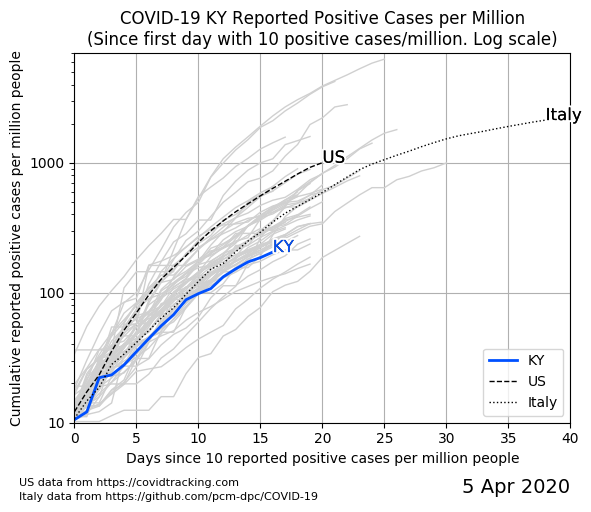 COVID-19 KY Reported Positive Cases per Million
(Since first day with 10 positive cases/million. Log scale)
Cumulative reported positive cases per million people
1000
100
10
Italy
US
KY
KY
US
Italy
0 5 10 15 20 25 30 35 40
Days since 10 reported positive cases per million people
US data from https://covidtracking.com
Italy data from https://github.com/pcm-dpc/COVID-19
5 Apr 2020